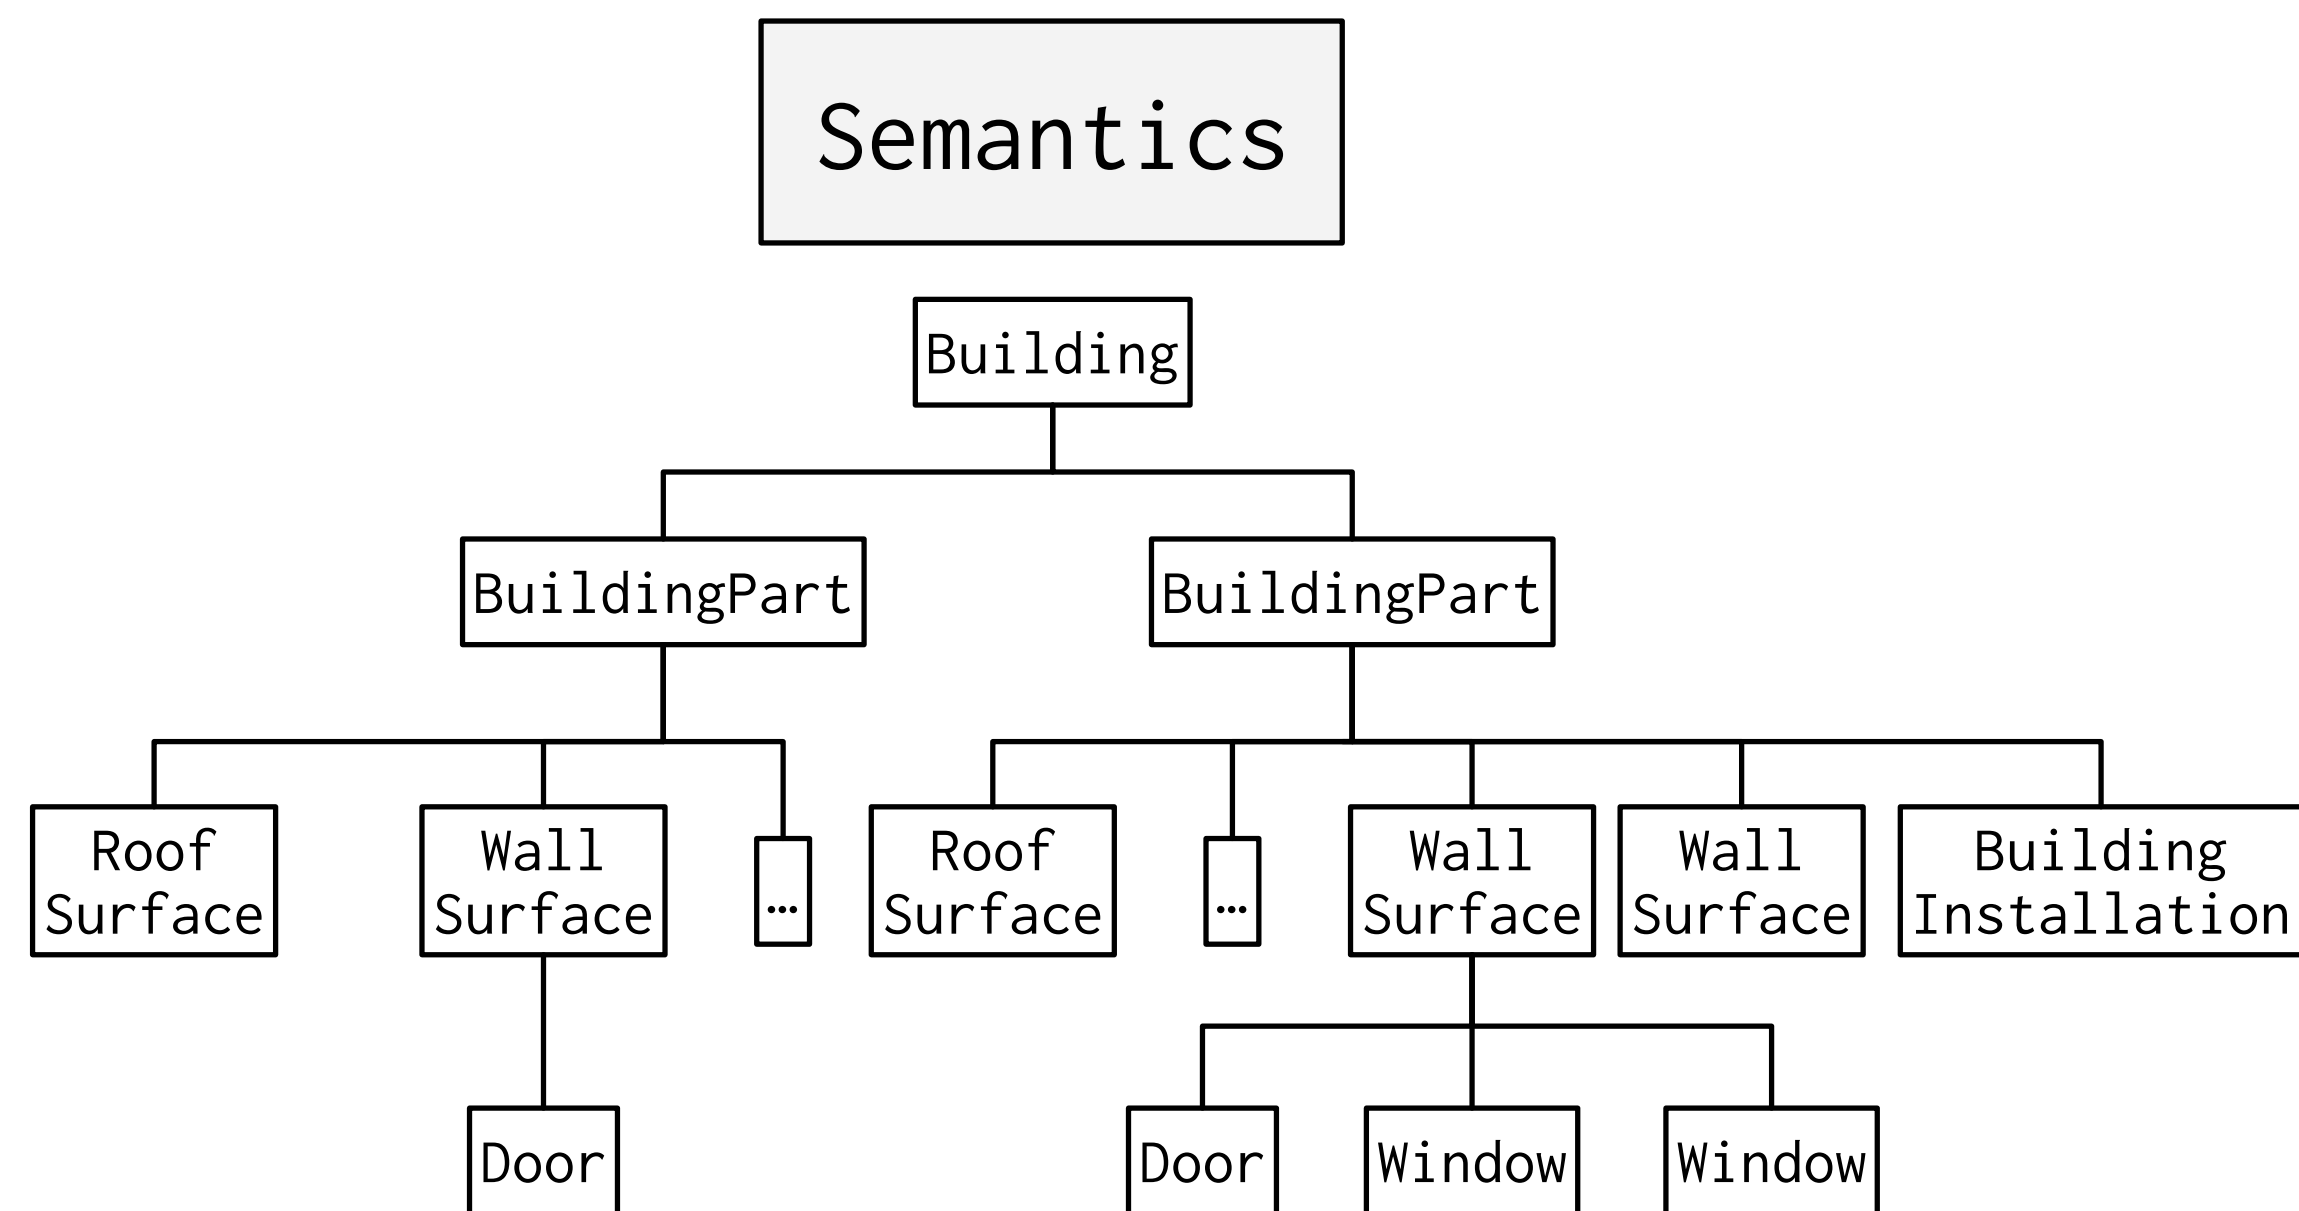 Semantics
Building
BuildingPart
BuildingPart
Roof
Surface
Wall
Surface
...
Roof
Surface
...
Wall
Surface
Wall
Surface
Building
Installation
Door
Door
Window
Window